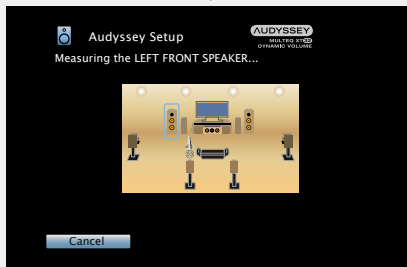 Audyssey Setup
AUDYSSEY
MULTEQ XT32
DYNAMIC VOLUME
Measuring the LEFT FRONT SPEAKER...
Cancel